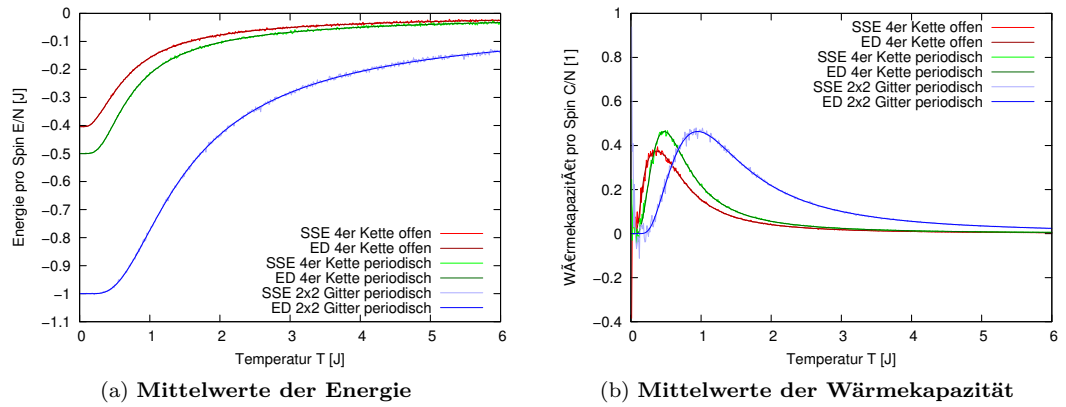 0
−0.1
−0.2
−0.3
−0.4
−0.5
−0.6
−0.7
−0.8
−0.9
−1
−1.1
0 1 2 3 4 5 6
Energie pro Spin E/N [J]
Temperatur T [J]
SSE 4er Kette offen
ED 4er Kette offen
SSE 4er Kette periodisch
ED 4er Kette periodisch
SSE 2x2 Gitter periodisch
ED 2x2 Gitter periodisch
(a) Mittelwerte der Energie
0.8
0.6
0.4
0.2
0
−0.2
−0.4
0 1 2 3 4 5 6
WÃ€rmekapazitÃ€t pro Spin C/N [1]
Temperatur T [J]
SSE 4er Kette offen
ED 4er Kette offen
SSE 4er Kette periodisch
ED 4er Kette periodisch
SSE 2x2 Gitter periodisch
ED 2x2 Gitter periodisch
(b) Mittelwerte der Wärmekapazität